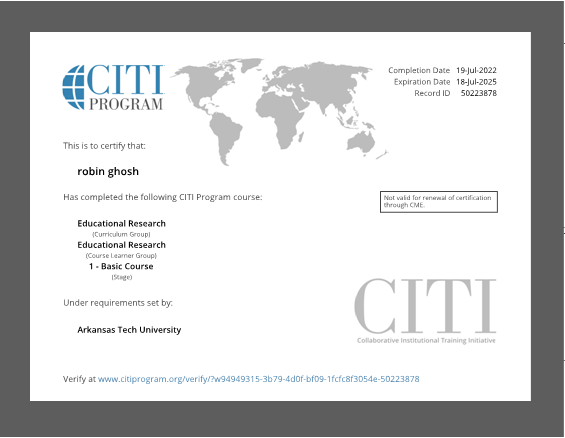 CITI
PROGRAM
Completion Date 19-Jul-2022
Expiration Date 18-Jul-2025
Record ID 50223878
This is to certify that:
robin ghosh
Has completed the following CITI Program course:
Not valid for renewal of certification
through CME.
Educational Research
(Curriculum Group)
Educational Research
(Course Learner Group)
1 - Basic Course
(Stage)
Under requirements set by:
Arkansas Tech University
CITI
Collaborative Institutional Training Initiative
Verify at www.citiprogram.org/verify/?w94949315-3b79-4d0f-bf09-1fcfc8f3054e-50223878